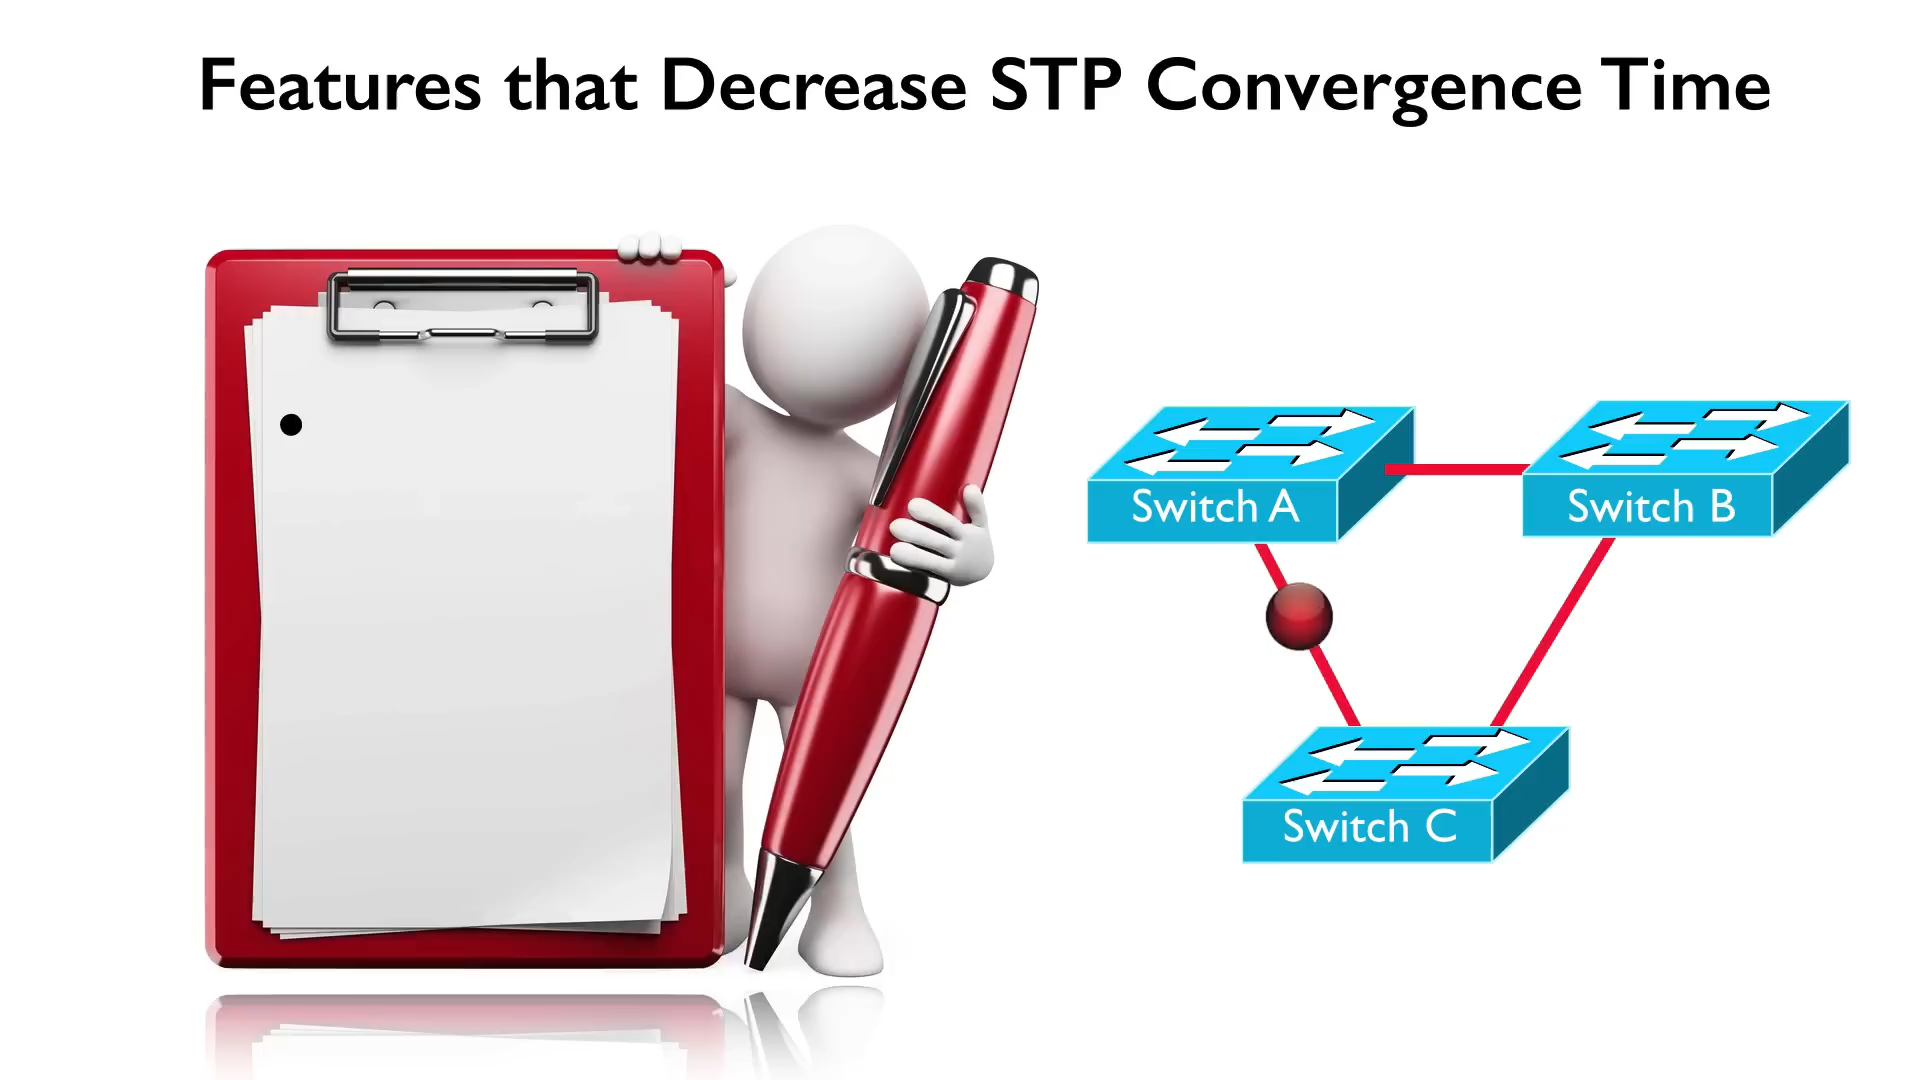 Features that Decrease STP Convergence Time
Switch A
Switch B
Switch C